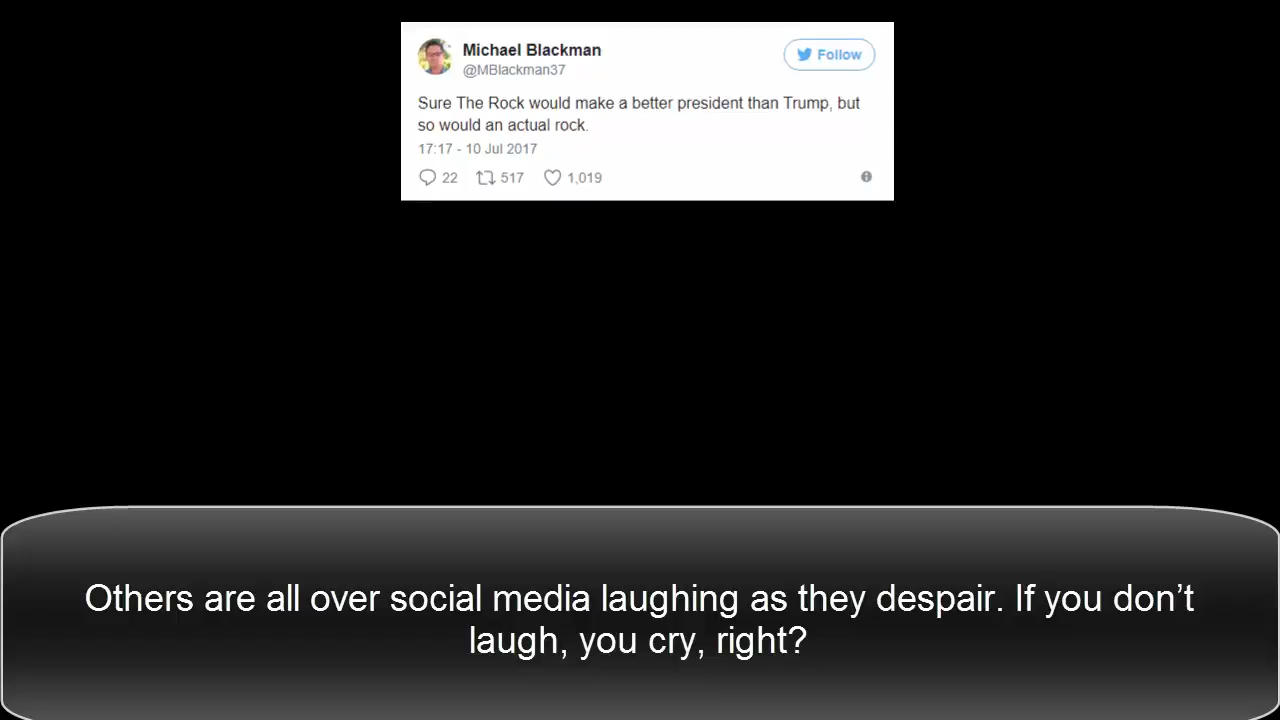 Michael Blackman
@MBlackman37
Follow
Sure The Rock would make a better president than Trump, but
so would an actual rock.
17:17 - 10 Jul 2017
22 517 1,019
Others are all over social media laughing as they despair. If you don’t
laugh, you cry, right?